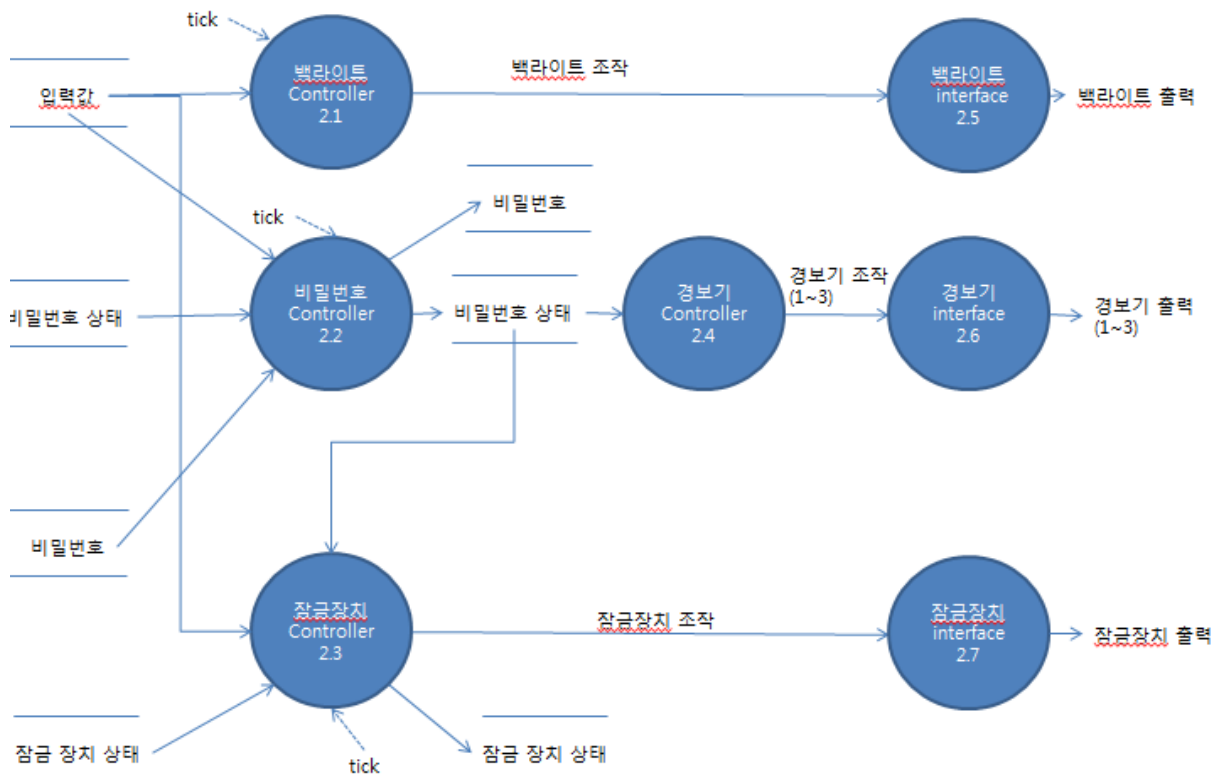 tick
입력값
백라이트
Controller
2.1
백라이트 조작
백라이트
interface
2.5
백라이트 출력
비밀번호
tick
비밀번호 상태
비밀번호
Controller
2.2
비밀번호 상태
경보기
Controller
2.4
경보기 조작
(1~3)
경보기
interface
2.6
경보기 출력
(1~3)
비밀번호
잠금장치
Controller
2.3
잠금장치 조작
잠금장치
interface
2.7
잠금장치 출력
잠금 장치 상태
잠금 장치 상태
tick